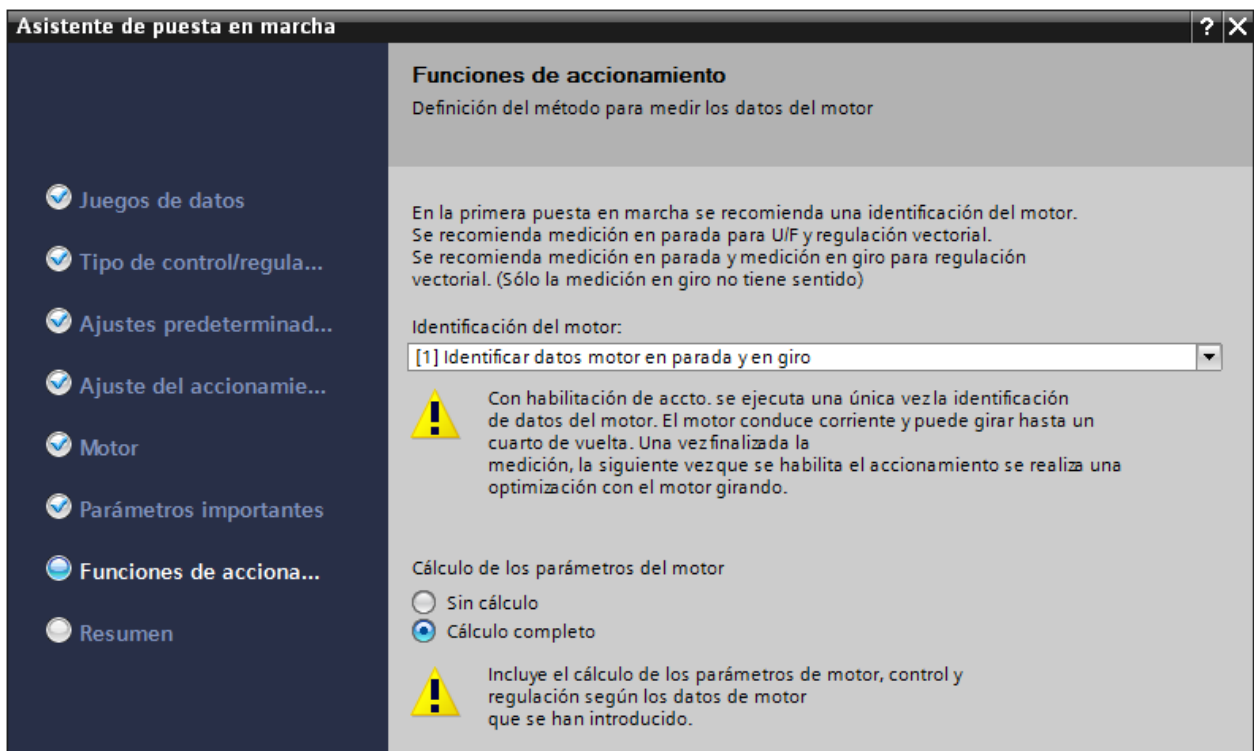 Asistente de puesta en marcha
? X
Funciones de accionamiento
Definición del método para medir los datos del motor
Juegos de datos
Tipo de control/regula...
Ajustes predeterminad...
Ajuste del accionamie...
Motor
Parámetros importantes
Funciones de acciona...
Resumen
En la primera puesta en marcha se recomienda una identificación del motor.
Se recomienda medición en parada para U/F y regulación vectorial.
Se recomienda medición en parada y medición en giro para regulación
vectorial. (Sólo la medición en giro no tiene sentido)
Identificación del motor:
[1] Identificar datos motor en parada y en giro
Con habilitación de accto. se ejecuta una única vez la identificación
de datos del motor. El motor conduce corriente y puede girar hasta un
cuarto de vuelta. Una vez finalizada la
medición, la siguiente vez que se habilita el accionamiento se realiza una
optimización con el motor girando.
Cálculo de los parámetros del motor
Sin cálculo
Cálculo completo
Incluye el cálculo de los parámetros de motor, control y
regulación según los datos de motor
que se han introducido.